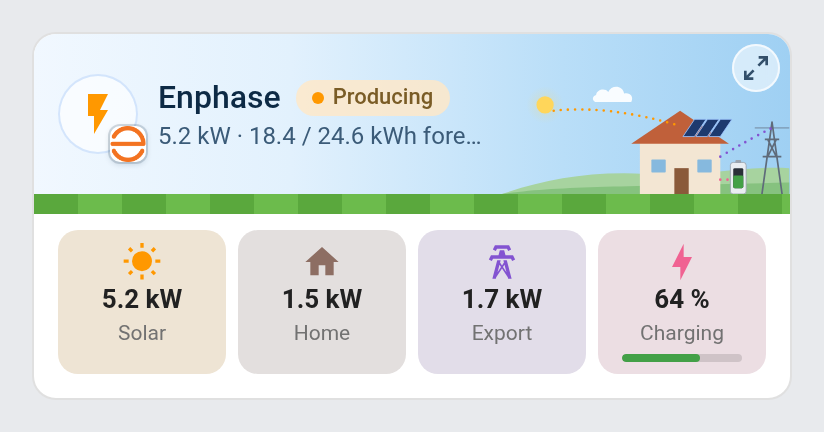 Enphase
Producing
5.2 kW · 18.4 / 24.6 kWh fore…
5.2 kW
1.5 kW
1.7 kW
64 %
Solar
Home
Export
Charging